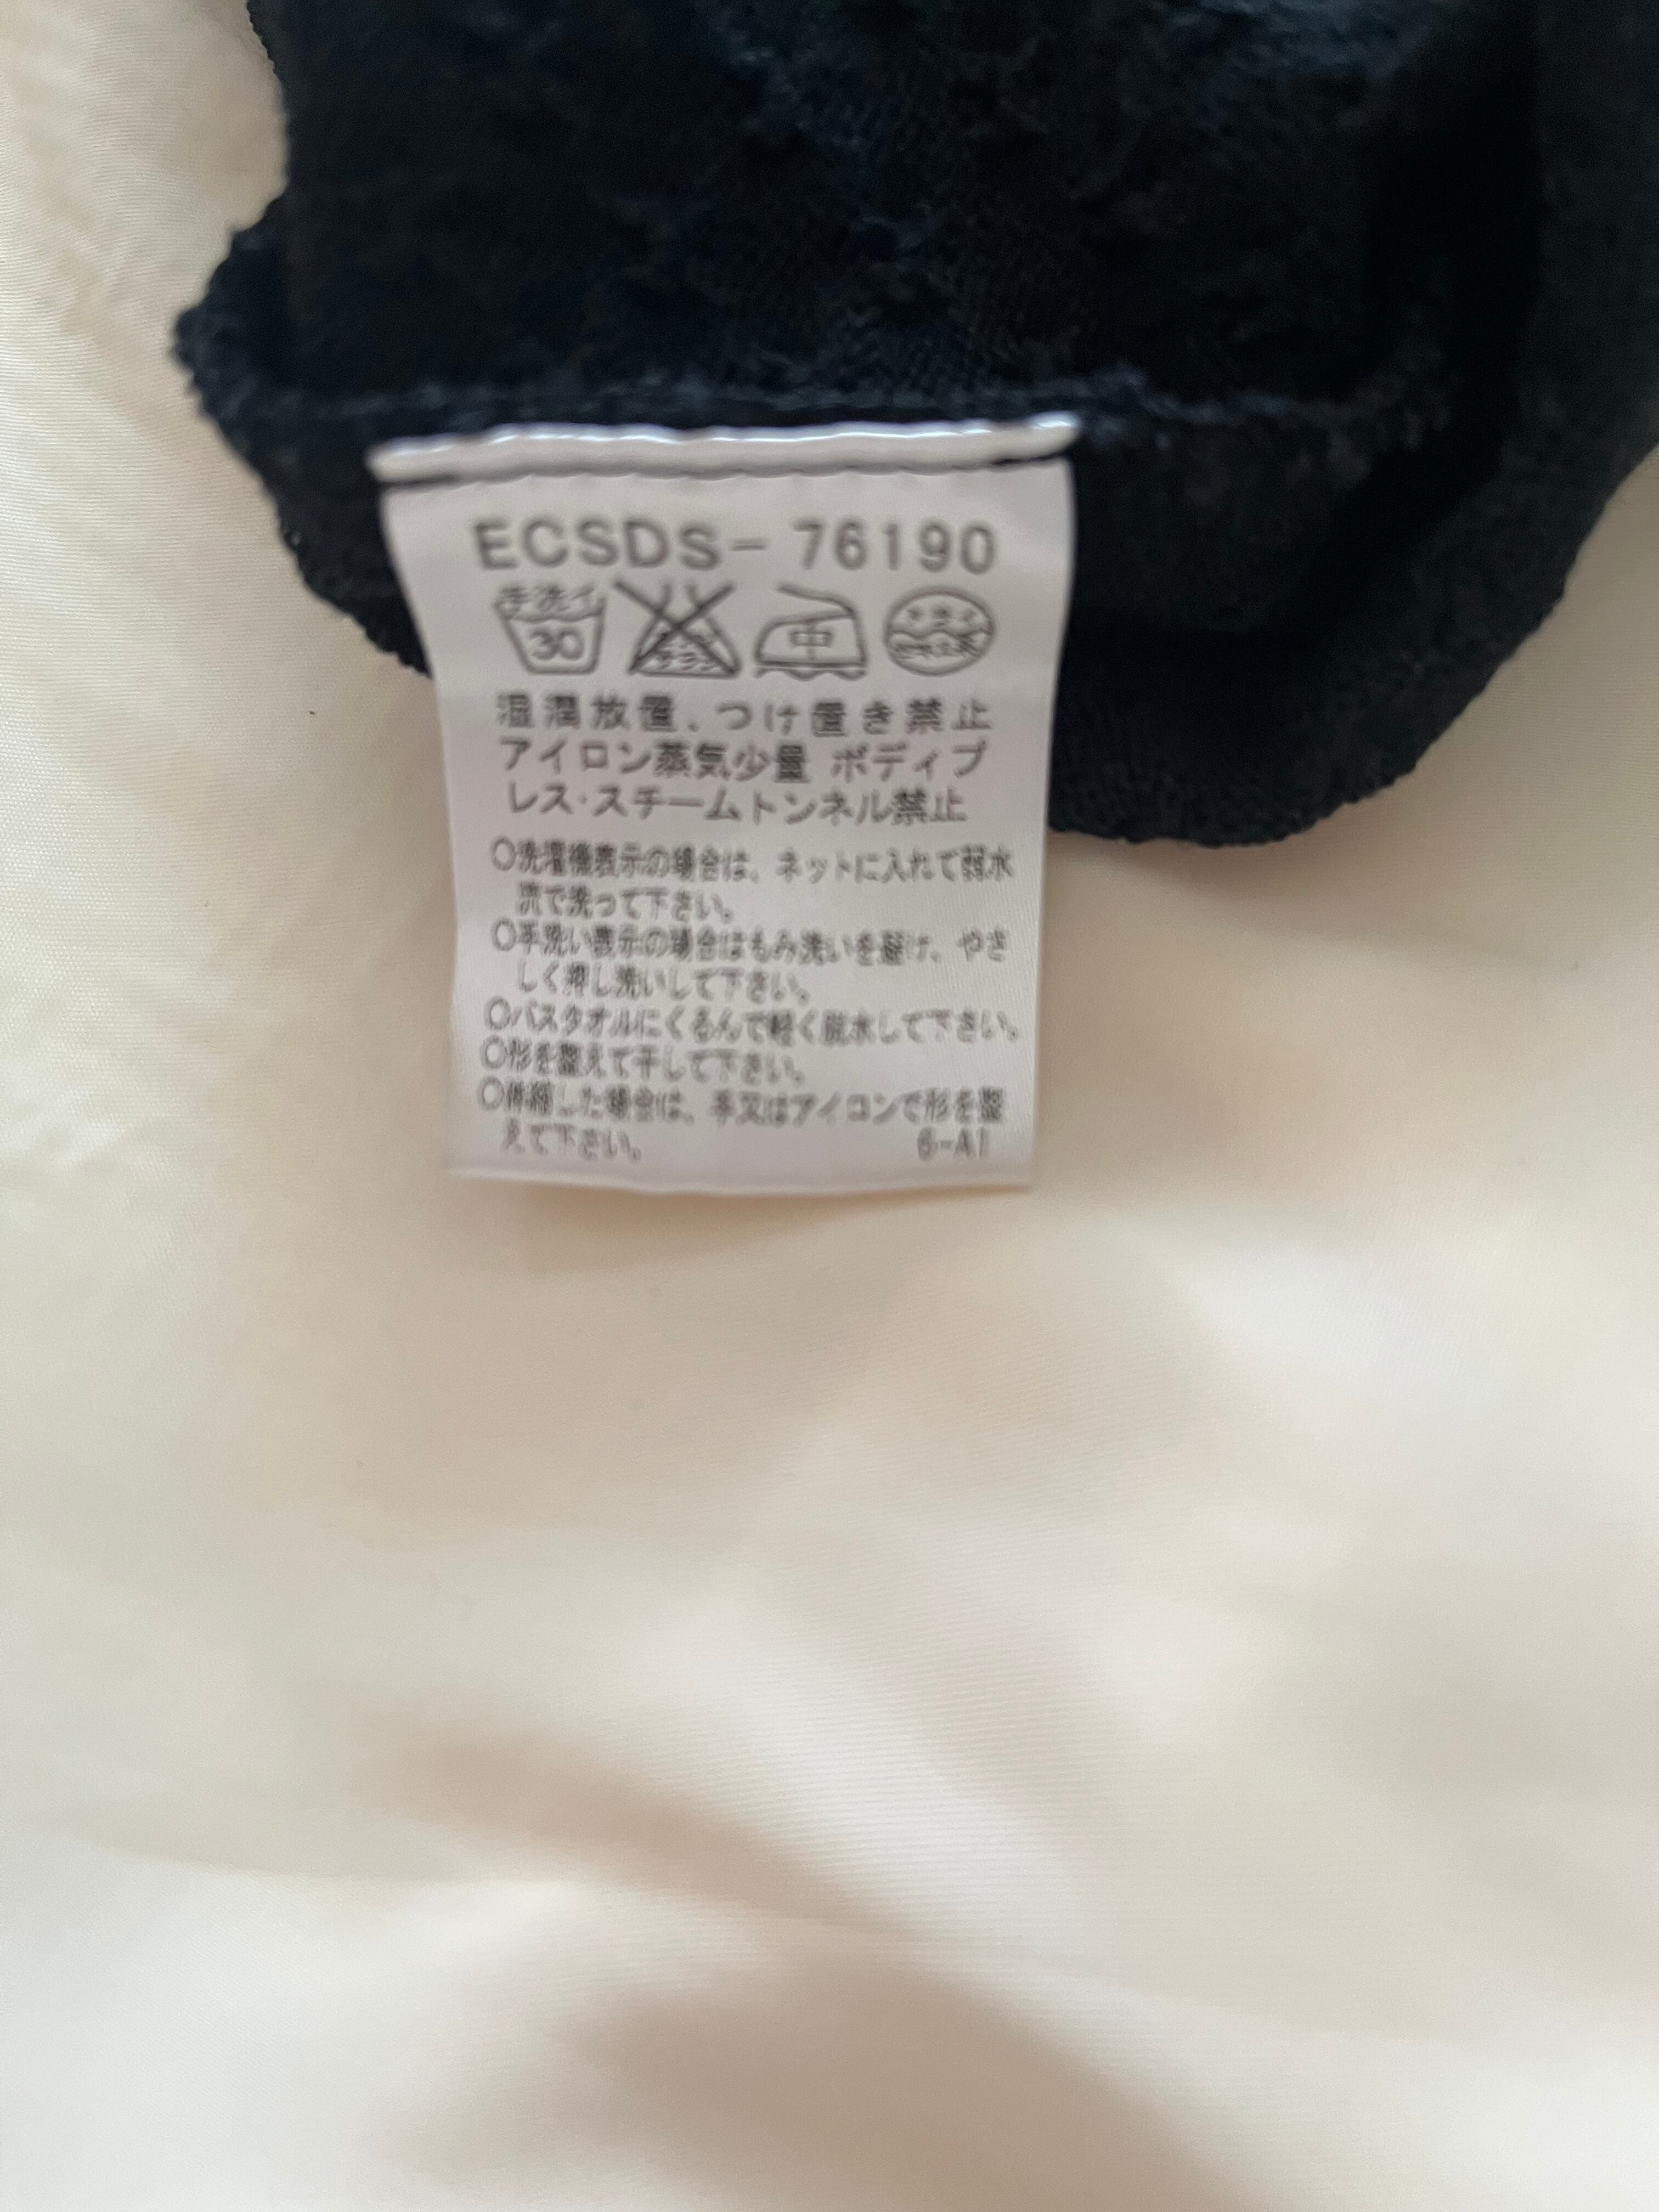 ECSDS- 76190
手洗イ
30
中
湿潤放置、つけ置き禁止
アイロン蒸気少量 ボディプ
レス・スチームトンネル禁止
○洗濯機表示の場合は、ネットに入れて弱水
流で洗って下さい。
○手洗い表示の場合はもみ洗いを避け、やさ
しく押し洗いして下さい。
○バスタオルにくるんで軽く脱水して下さい。
○形を整えて干して下さい。
○伸縮した場合は、手又はアイロンで形を整
えて下さい。
6-A1